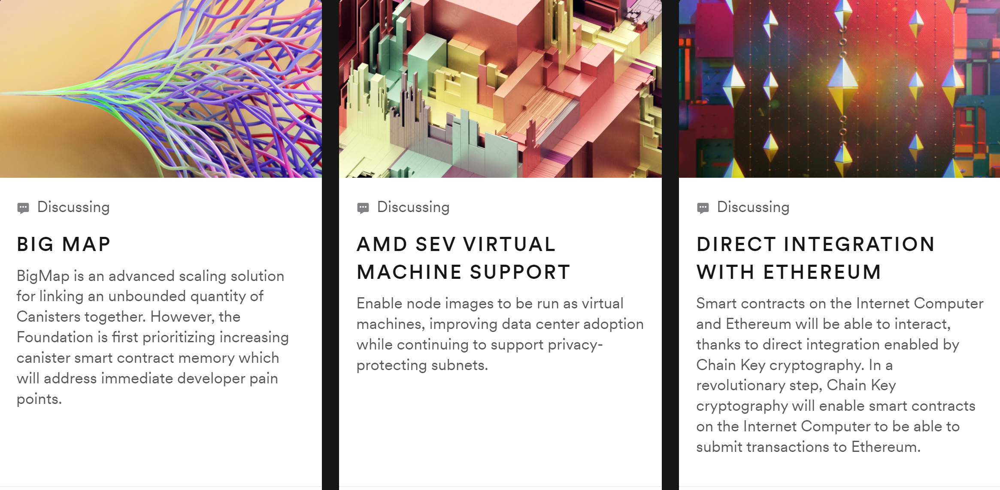 Discussing
BIG MAP
BigMap is an advanced scaling solution
for linking an unbounded quantity of
Canisters together. However, the
Foundation is first prioritizing increasing
canister smart contract memory which
will address immediate developer pain
points.
Discussing
AMD SEV VIRTUAL
MACHINE SUPPORT
Enable node images to be run as virtual
machines, improving data center adoption
while continuing to support privacy-
protecting subnets.
Discussing
DIRECT INTEGRATION
WITH ETHEREUM
Smart contracts on the Internet Computer
and Ethereum will be able to interact,
thanks to direct integration enabled by
Chain Key cryptography. In a
revolutionary step, Chain Key
cryptography will enable smart contracts
on the Internet Computer to be able to
submit transactions to Ethereum.